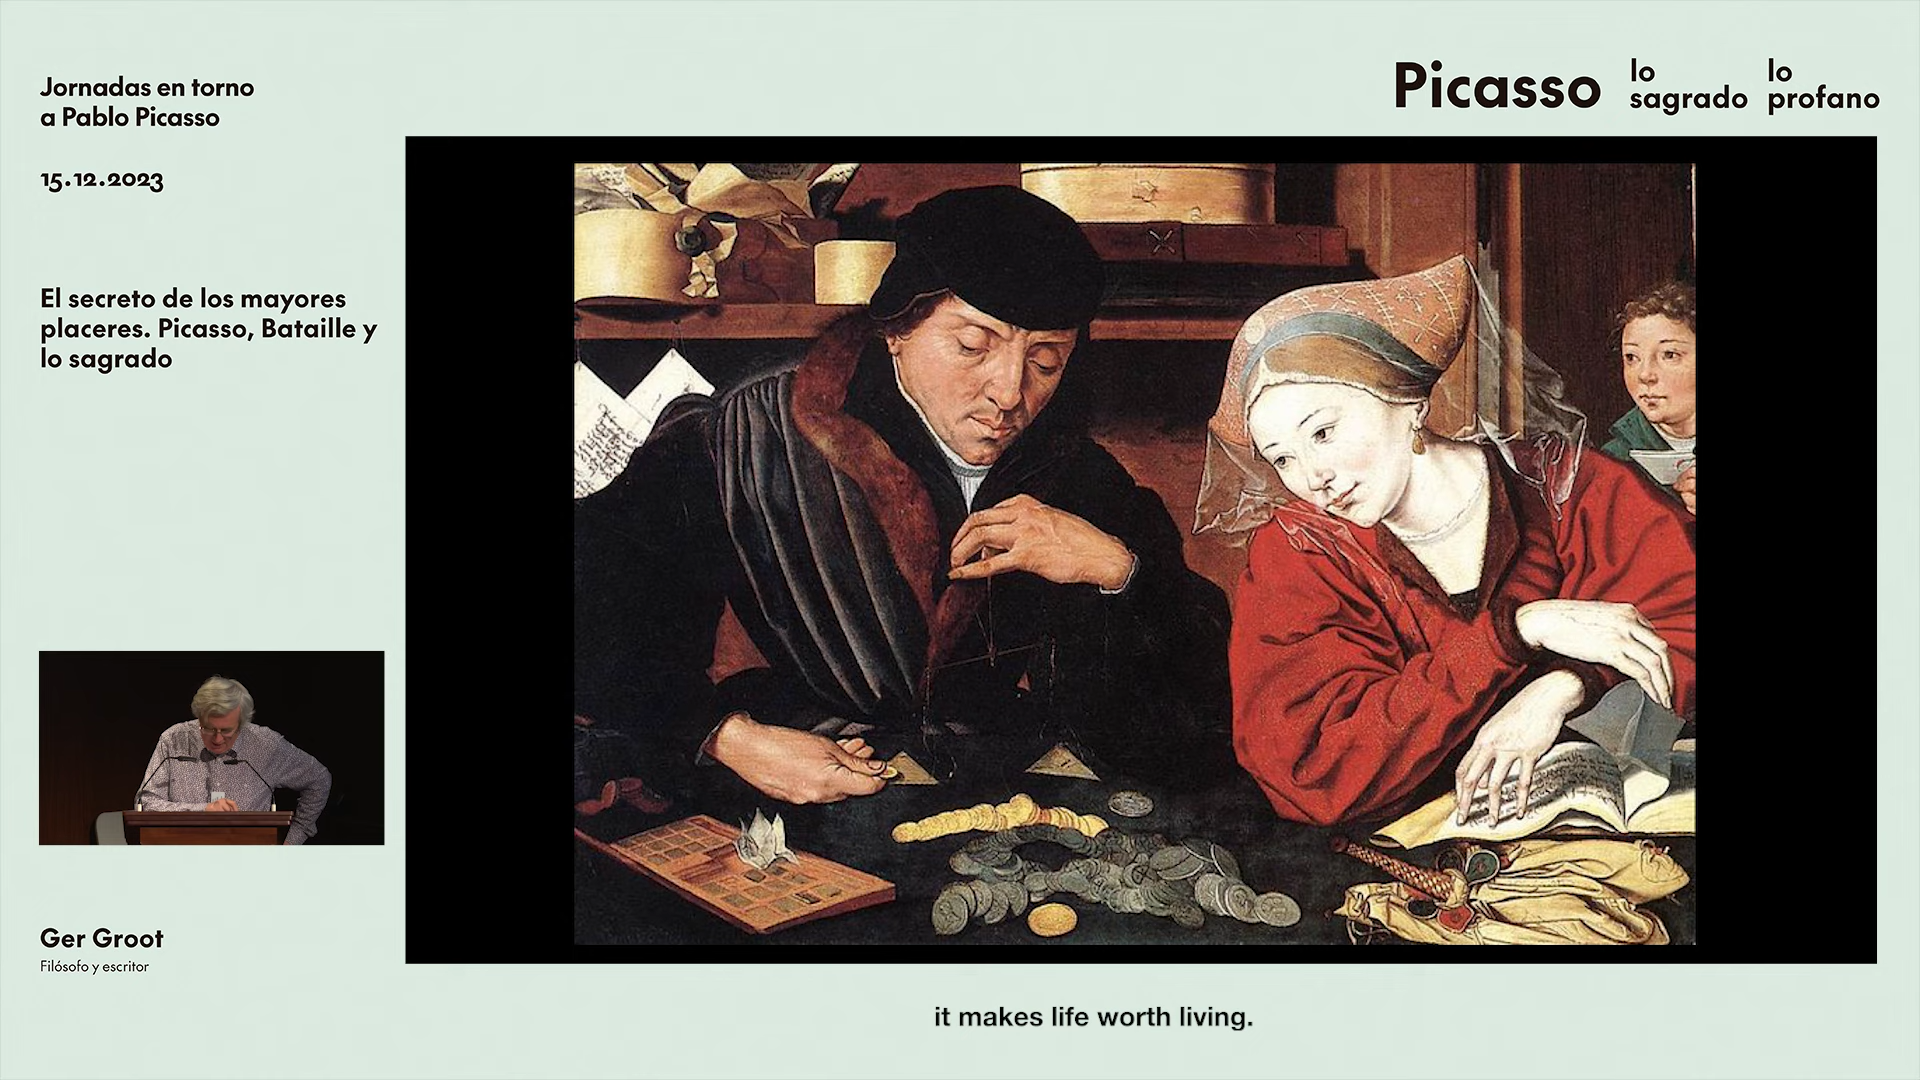 Jornadas en torno
a Pablo Picasso
15.12.2023
El secreto de los mayores
placeres. Picasso, Bataille y
lo sagrado
Ger Groot
Filósofo y escritor
Picasso
lo
sagrado
lo
profano
it makes life worth living.